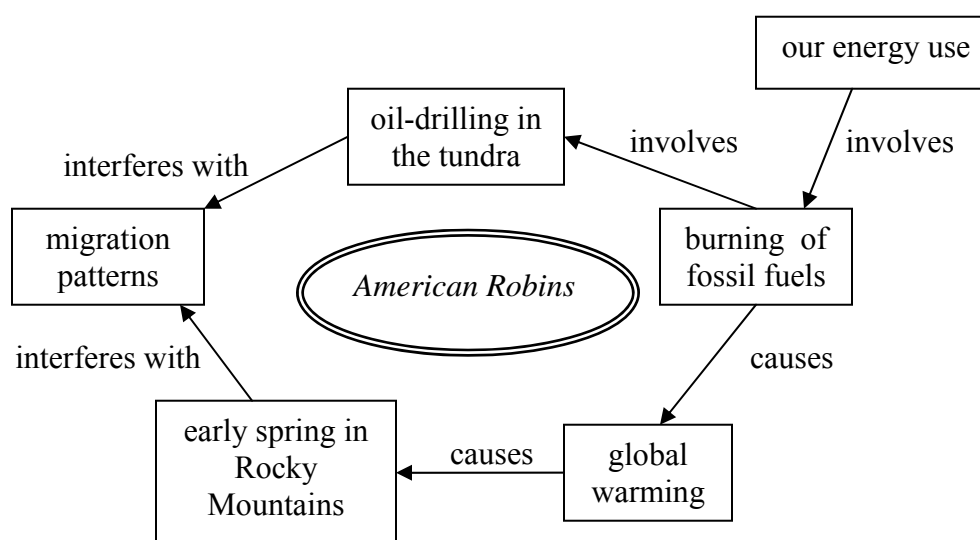 our energy use
oil-drilling in
the tundra
involves
involves
interferes with
migration
patterns
American Robins
burning of
fossil fuels
interferes with
causes
early spring in
Rocky
Mountains
causes
global
warming